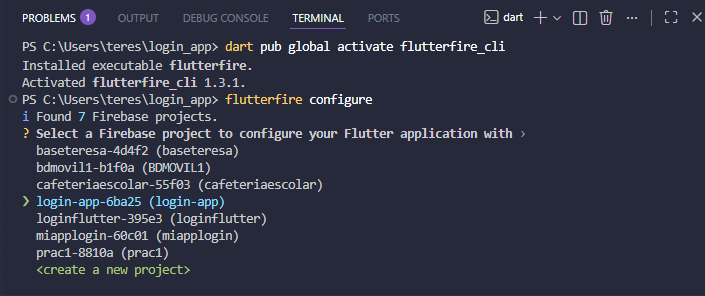 PROBLEMS 1 OUTPUT DEBUG CONSOLE TERMINAL PORTS dart
PS C:\Users\teres\login_app> dart pub global activate flutterfire_cli
Installed executable flutterfire.
Activated flutterfire_cli 1.3.1.
PS C:\Users\teres\login_app> flutterfire configure
i Found 7 Firebase projects.
? Select a Firebase project to configure your Flutter application with ›
baseteresa-4d4f2 (baseteresa)
bdmovil1-b1f0a (BDMOVIL1)
cafeteriaescolar-55f03 (cafeteriaescolar)
❯ login-app-6ba25 (login-app)
loginflutter-395e3 (loginflutter)
miapplogin-60c01 (miapplogin)
prac1-8810a (prac1)
<create a new project>